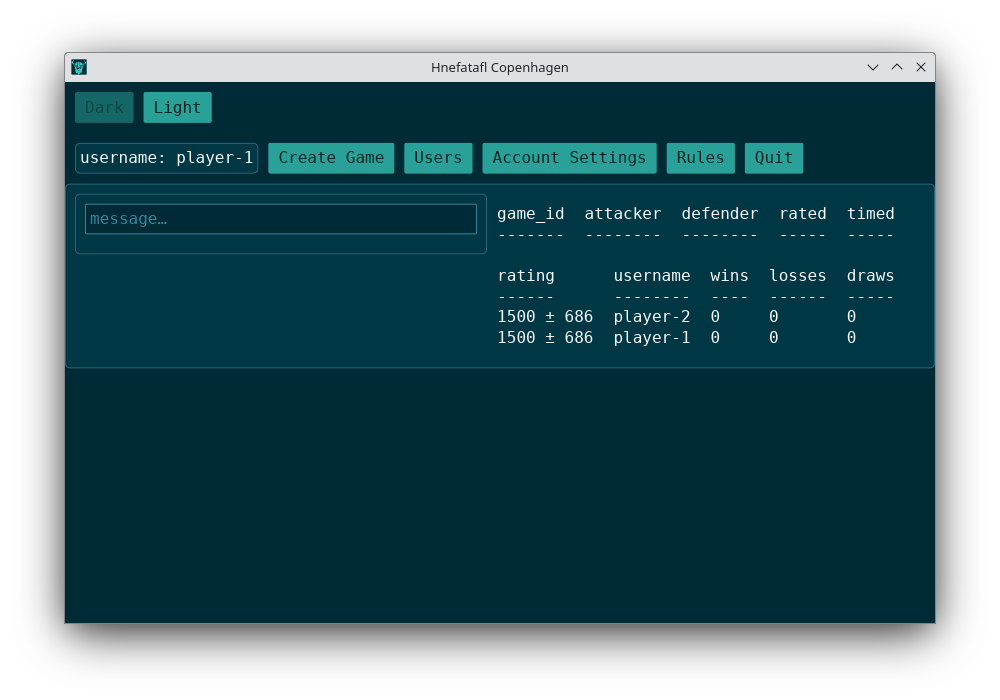 Hnefatafl Copenhagen
Dark Light
username: player-1 Create Game Users Account Settings Rules Quit
message…
game_id attacker defender rated timed
------- -------- -------- ----- -----
rating username wins losses draws
------ -------- ---- ------ -----
1500 ± 686 player-2 0 0 0
1500 ± 686 player-1 0 0 0